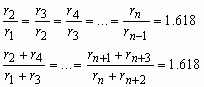 r₂/r₁ = r₃/r₂ = r₄/r₃ = ... = rₙ/rₙ₋₁ = 1.618
(r₂ + r₄)/(r₁ + r₃) = ... = (rₙ₊₁ + rₙ₊₃)/(rₙ + rₙ₊₂) = 1.618